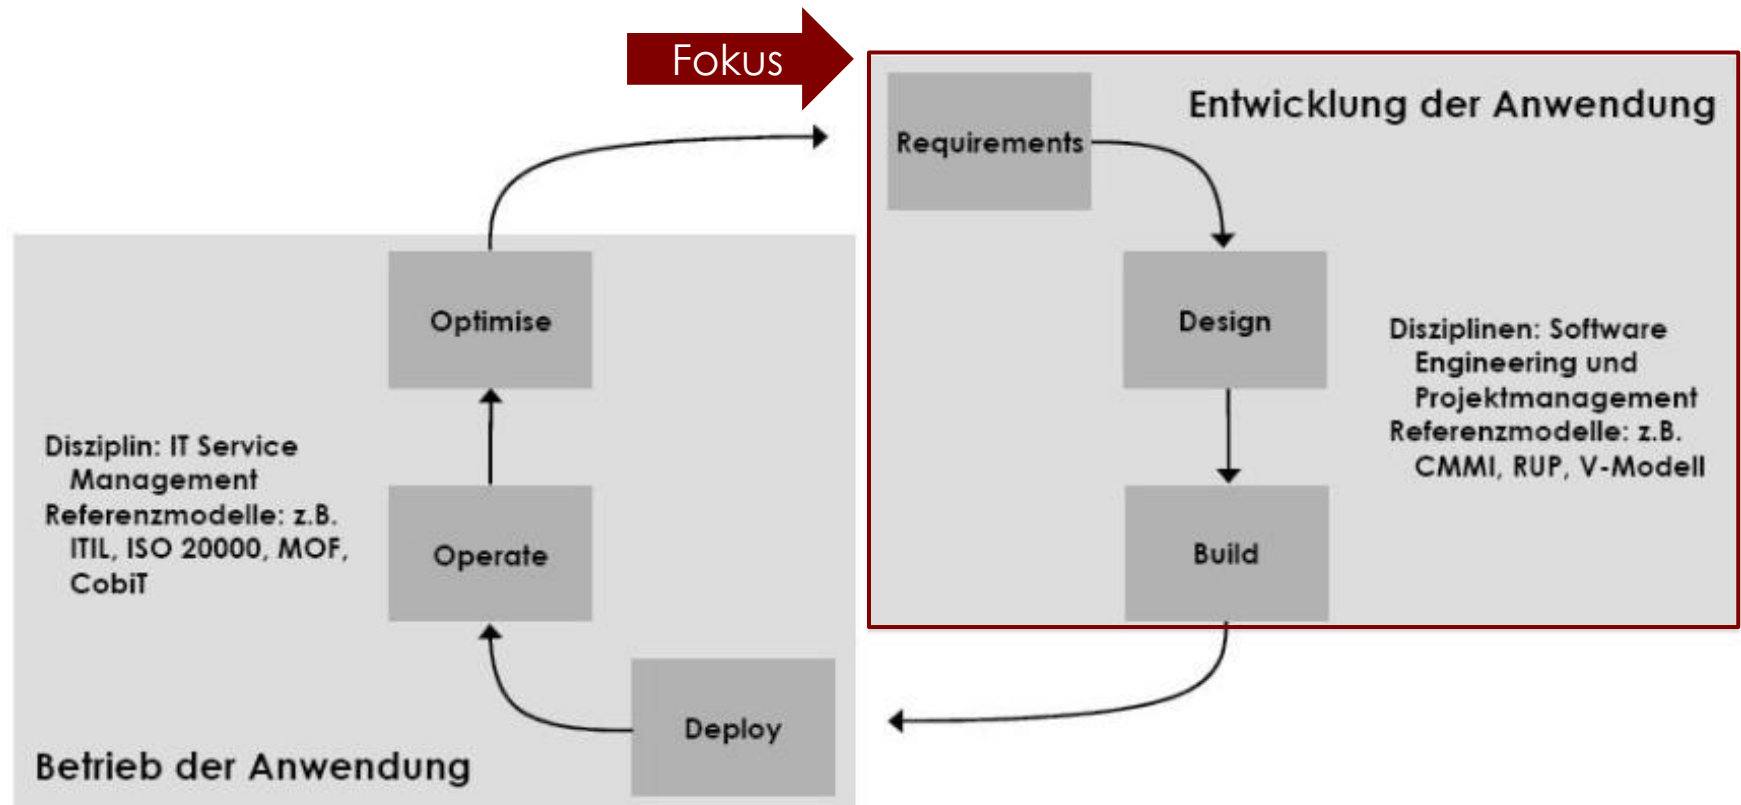 Fokus
Entwicklung der Anwendung
Requirements
Optimise
Design
Disziplinen: Software
Engineering und
Projektmanagement
Referenzmodelle: z.B.
CMMI, RUP, V-Modell
Disziplin: IT Service
Management
Referenzmodelle: z.B.
ITIL, ISO 20000, MOF,
CobiT
Operate
Build
Deploy
Betrieb der Anwendung